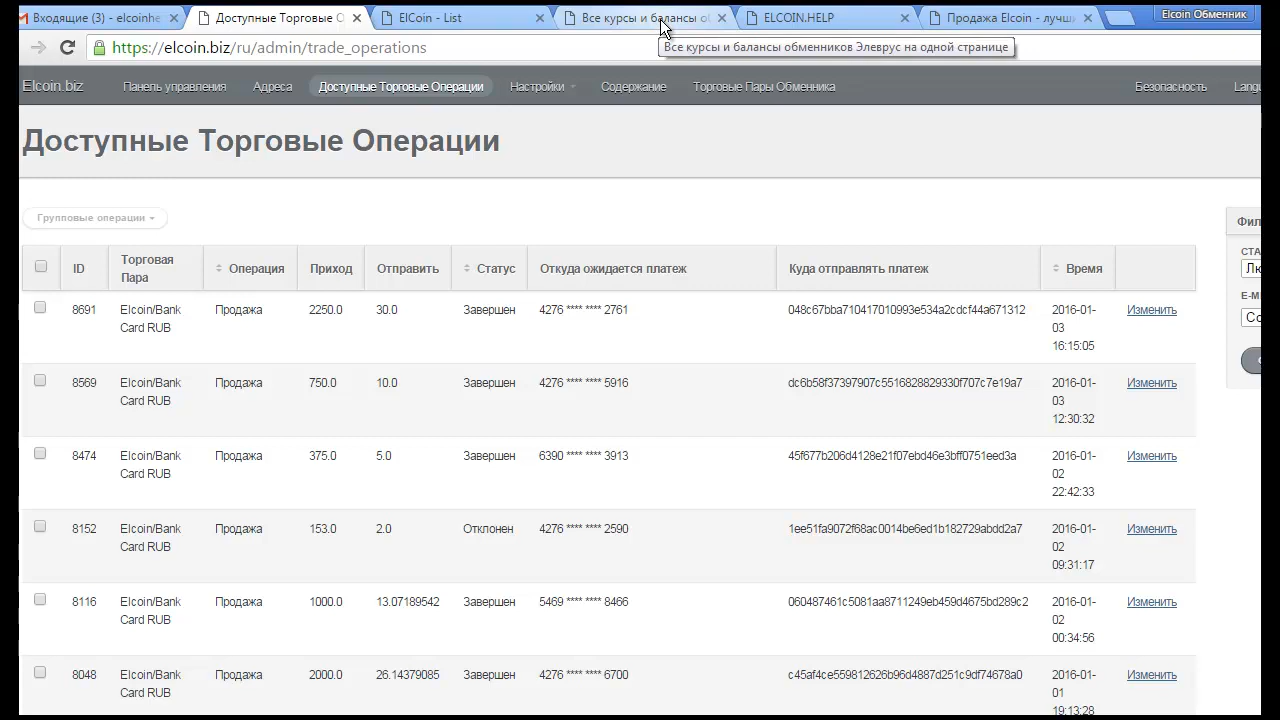 Входящие (3) - elcoinhe
Доступные Торговые О
ElCoin - List
Все курсы и балансы о
ELCOIN.HELP
Продажа Elcoin - лучш
Elcoin Обменник
https://elcoin.biz/ru/admin/trade_operations
Все курсы и балансы обменников Элеврус на одной странице
Elcoin.biz Панель управления Адреса Доступные Торговые Операции Настройки Содержание Торговые Пары Обменника Безопасность Langu
Доступные Торговые Операции
Групповые операции
Фил
ID Торговая Пара Операция Приход Отправить Статус Откуда ожидается платеж Куда отправлять платеж Время
СТА
Лю
E-M
Со
8691 Elcoin/Bank Card RUB Продажа 2250.0 30.0 Завершен 4276 **** **** 2761 048c67bba710417010993e534a2cdcf44a671312 2016-01-03 16:15:05 Изменить
8569 Elcoin/Bank Card RUB Продажа 750.0 10.0 Завершен 4276 **** **** 5916 dc6b58f37397907c5516828829330f707c7e19a7 2016-01-03 12:30:32 Изменить
8474 Elcoin/Bank Card RUB Продажа 375.0 5.0 Завершен 6390 **** **** 3913 45f677b206d4128e21f07ebd46e3bff0751eed3a 2016-01-02 22:42:33 Изменить
8152 Elcoin/Bank Card RUB Продажа 153.0 2.0 Отклонен 4276 **** **** 2590 1ee51fa9072f68ac0014be6ed1b182729abdd2a7 2016-01-02 09:31:17 Изменить
8116 Elcoin/Bank Card RUB Продажа 1000.0 13.07189542 Завершен 5469 **** **** 8466 060487461c5081aa8711249eb459d4675bd289c2 2016-01-02 00:34:56 Изменить
8048 Elcoin/Bank Card RUB Продажа 2000.0 26.14379085 Завершен 4276 **** **** 6700 c45af4ce559812626b96d4887d251c9df74678a0 2016-01-01 19:13:28 Изменить